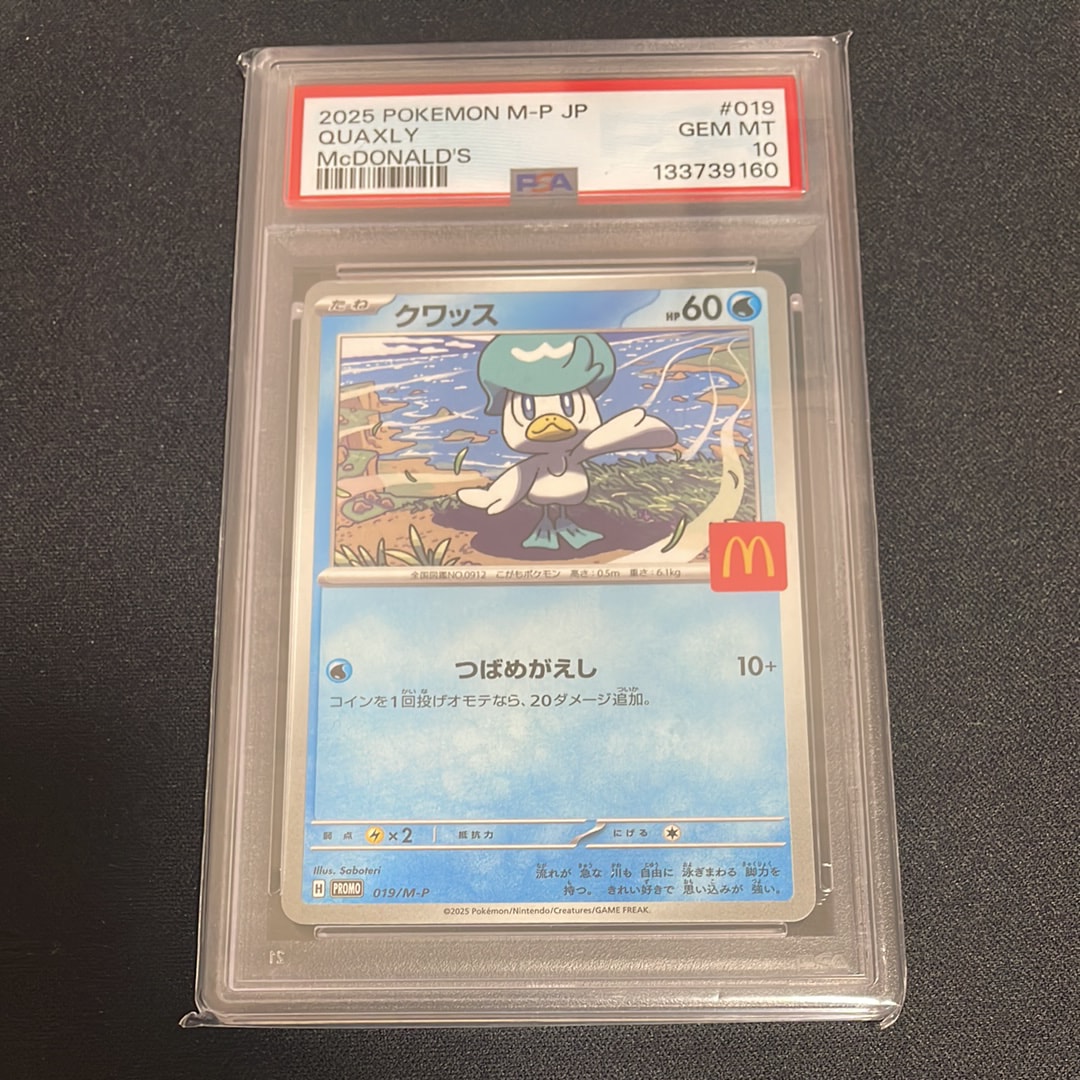 2025 POKEMON M-P JP #019
QUAXLY GEM MT
McDONALD'S 10
PSA 133739160
たね クワッス HP60
M
全国図鑑NO.0912 こがもポケモン 高さ:0.5m 重さ:6.1kg
つばめがえし 10+
コインを1回投げオモテなら、20ダメージ追加。
弱点 ×2 抵抗力 にげる
Illus. Saboteri
流れが 急な 川も 自由に 泳ぎまわる 脚力を
持つ。 きれい好きで 思い込みが 強い。
H PROMO 019/M-P
©2025 Pokémon/Nintendo/Creatures/GAME FREAK.